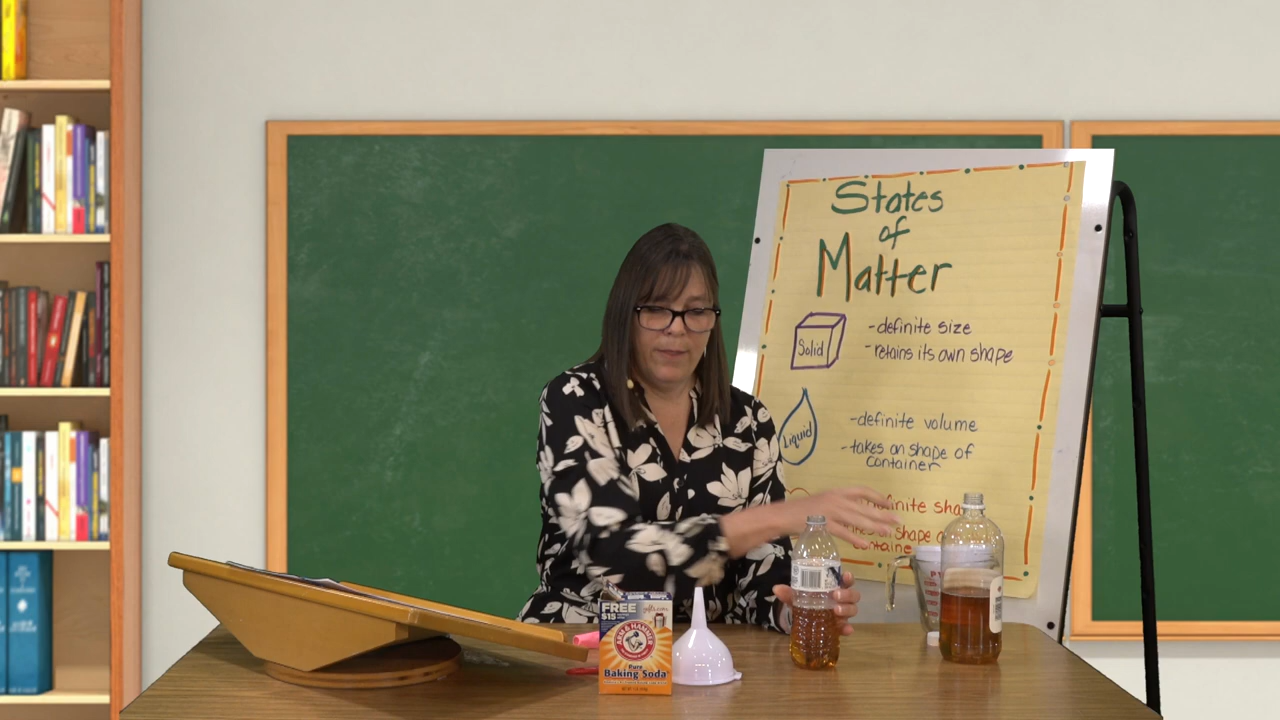 States
of
Matter
Solid
-definite size
-retains its own shape
Liquid
-definite volume
-takes on shape of
container
FREE
$15
ARM & HAMMER
Pure
Baking Soda